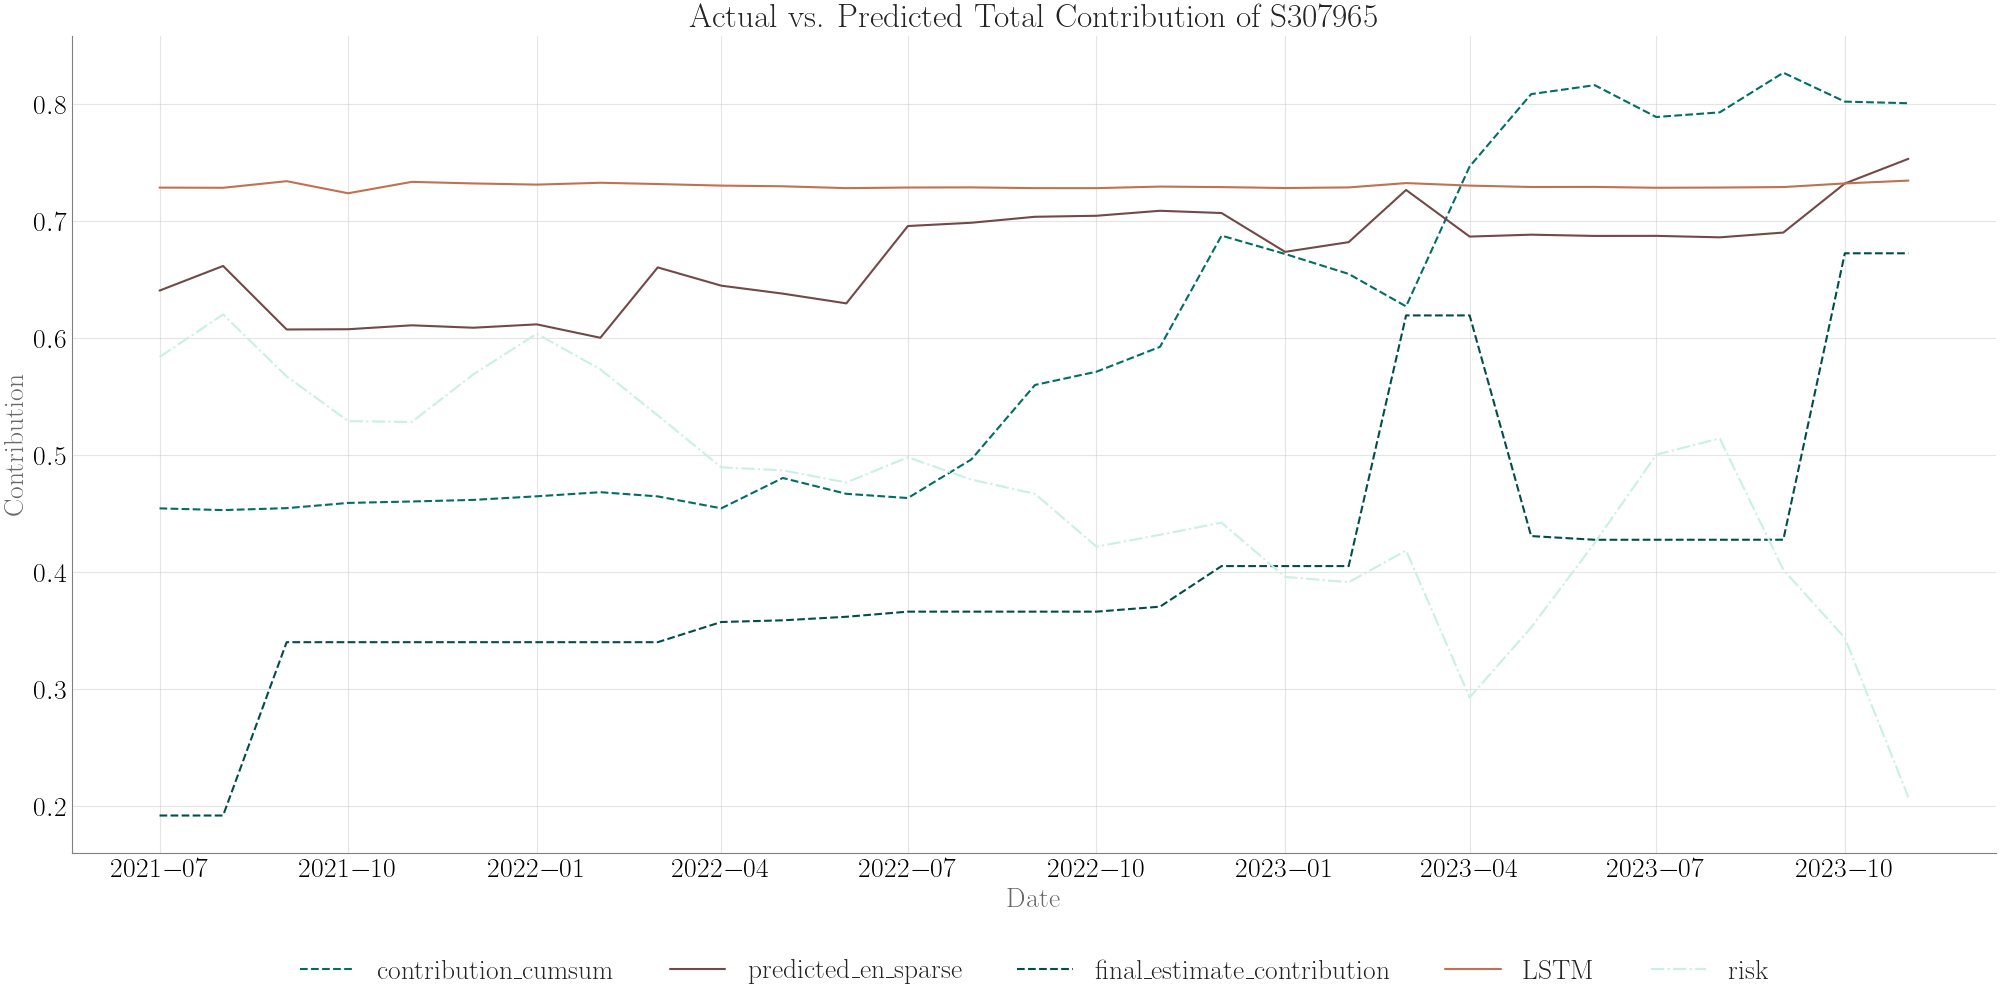 Actual vs. Predicted Total Contribution of S307965
Contribution
0.8
0.7
0.6
0.5
0.4
0.3
0.2
2021−07 2021−10 2022−01 2022−04 2022−07 2022−10 2023−01 2023−04 2023−07 2023−10
Date
contribution_cumsum predicted_en_sparse final_estimate_contribution LSTM risk